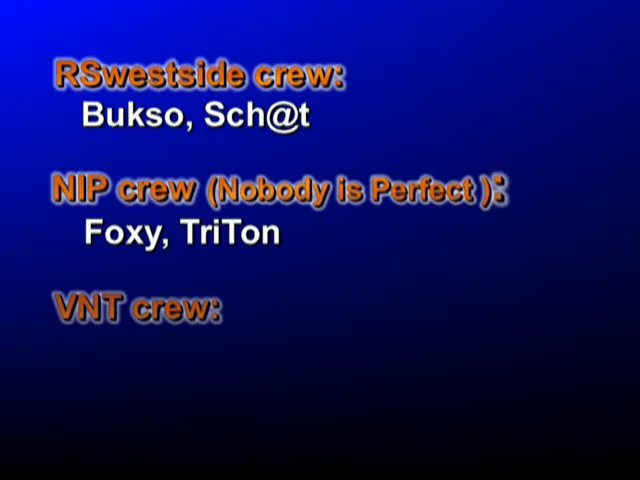 RSwestside crew:
Bukso, Sch@t
NIP crew (Nobody is Perfect ):
Foxy, TriTon
VNT crew: